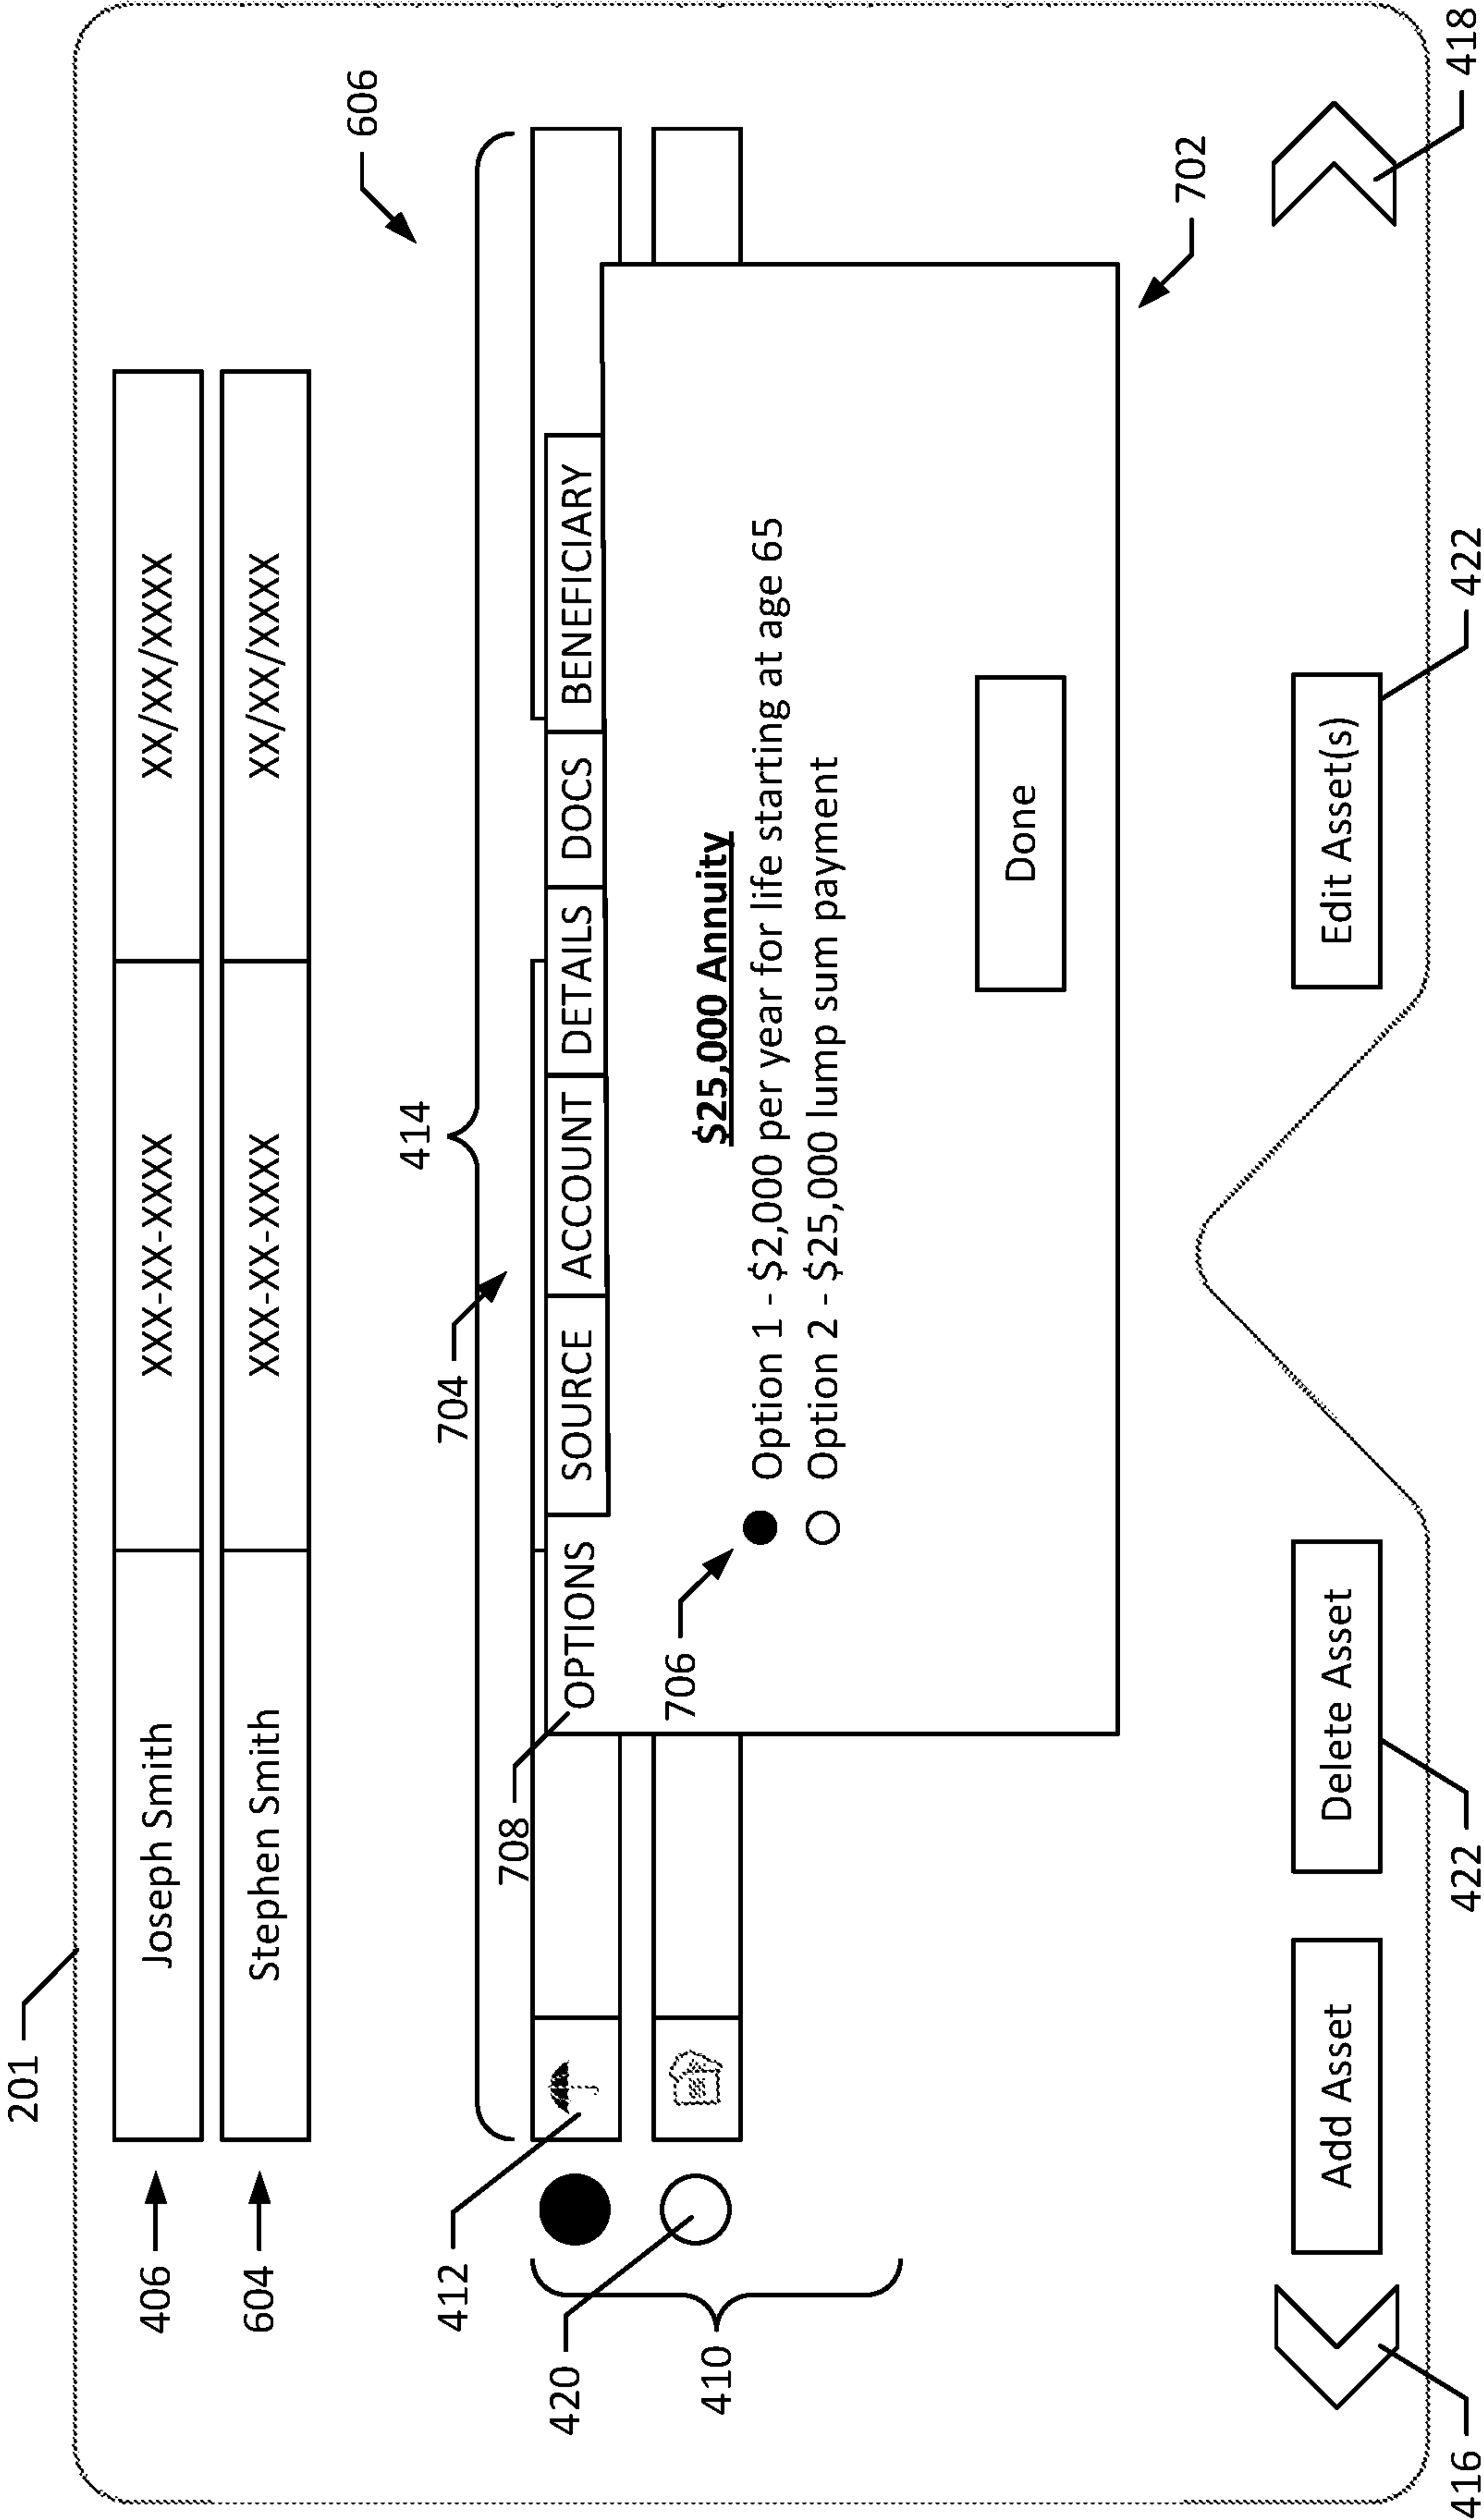 201
406
Joseph Smith
XXX-XX-XXXX
XX/XX/XXXX
604
Stephen Smith
XXX-XX-XXXX
XX/XX/XXXX
606
414
704
412
708
OPTIONS
SOURCE
ACCOUNT
DETAILS
DOCS
BENEFICIARY
420
410
706
$25,000 Annuity
Option 1 - $2,000 per year for life starting at age 65
Option 2 - $25,000 lump sum payment
Done
702
Add Asset
Delete Asset
Edit Asset(s)
416
422
422
418